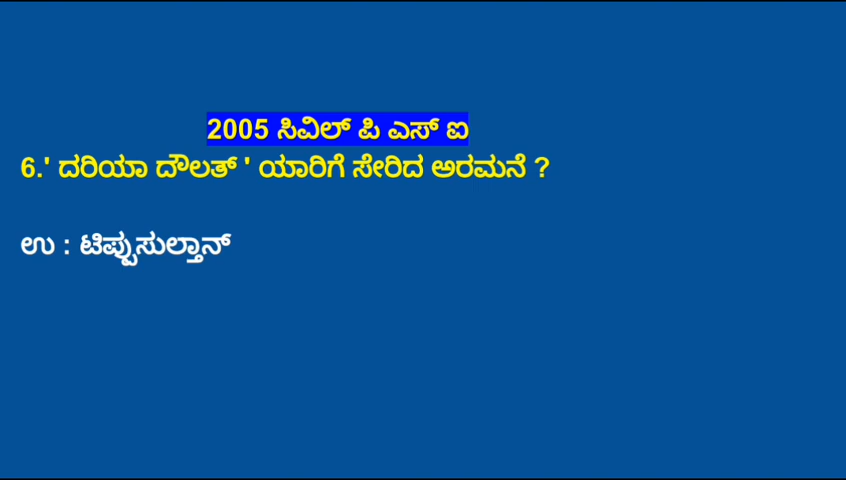 2005 ಸಿವಿಲ್ ಪಿ ಎಸ್ ಐ
6.' ದರಿಯಾ ದೌಲತ್ ' ಯಾರಿಗೆ ಸೇರಿದ ಅರಮನೆ ?
ಉ : ಟಿಪ್ಪುಸುಲ್ತಾನ್